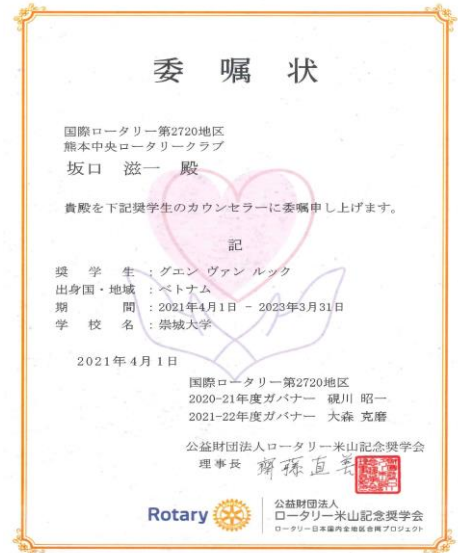 委嘱状
国際ロータリー第2720地区
熊本中央ロータリークラブ
坂口 滋一 殿
貴殿を下記奨学生のカウンセラーに委嘱申し上げます。
記
奨学生:グエン ヴァン ルック
出身国・地域:ベトナム
期間:2021年4月1日 - 2023年3月31日
学校名:崇城大学
2021年4月1日
国際ロータリー第2720地区
2020-21年度ガバナー 硯川 昭一
2021-22年度ガバナー 大森 克磨
公益財団法人ロータリー米山記念奨学会
理事長
Rotary
公益財団法人
ロータリー米山記念奨学会
ロータリー日本国内全地区合同プロジェクト